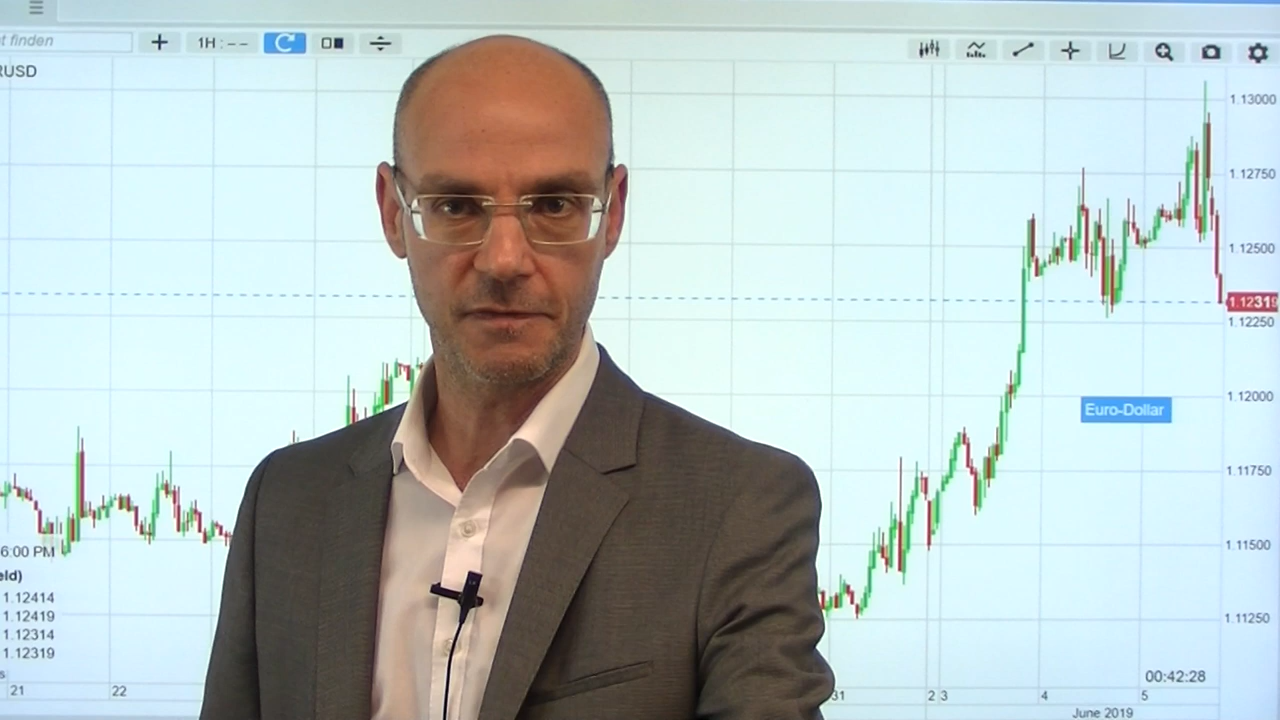 t finden
1H : – –
RUSD
1.13000
1.12750
1.12500
1.12319
1.12250
1.12000
Euro-Dollar
1.11750
1.11500
1.11250
6:00 PM
eld)
1.12414
1.12419
1.12314
1.12319
s
00:42:28
21
22
31
2
3
4
5
June 2019